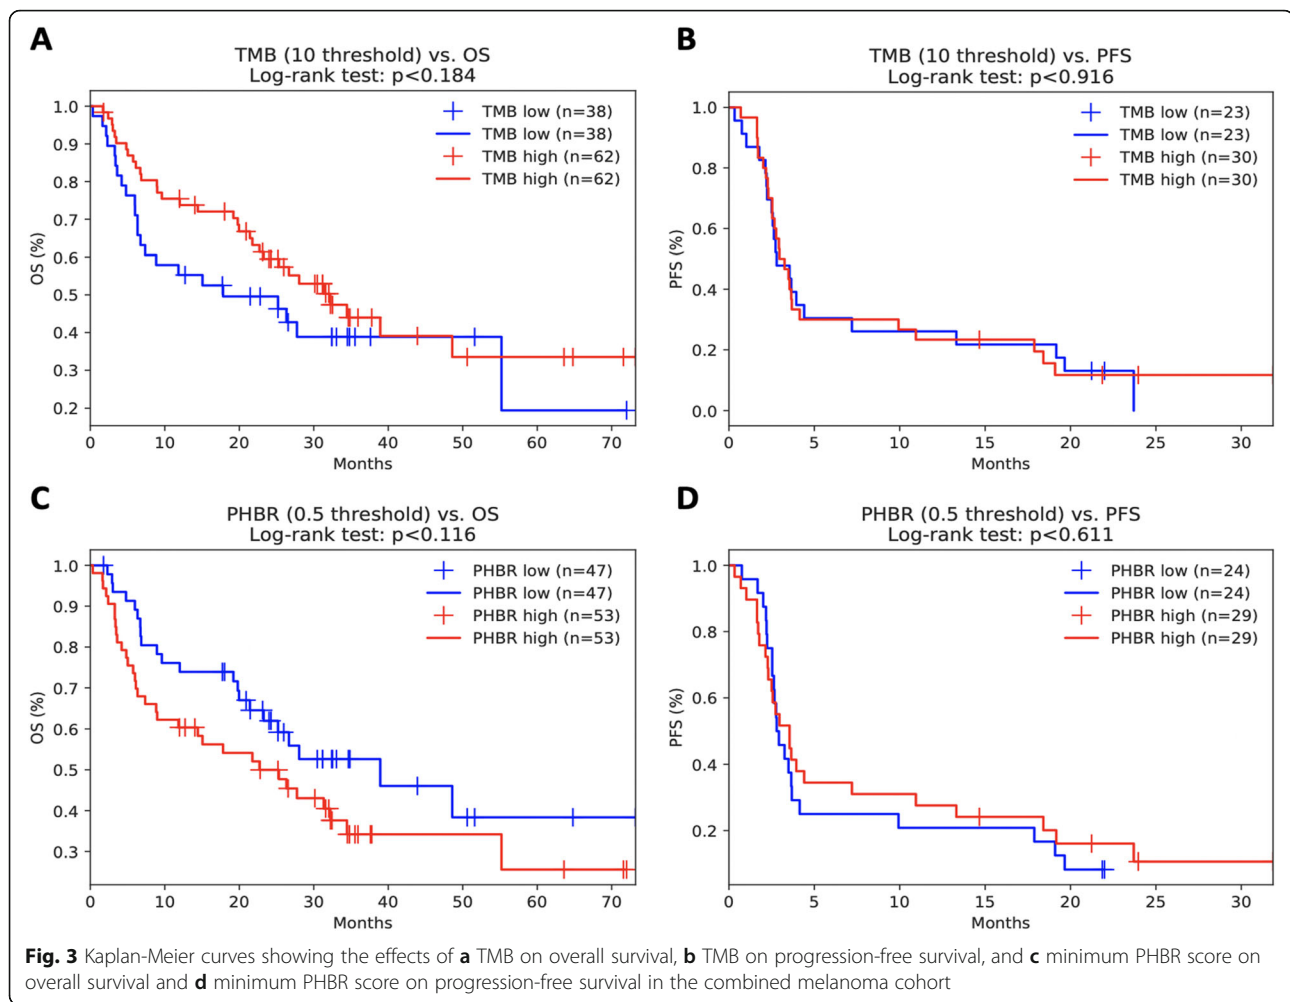 A
TMB (10 threshold) vs. OS
Log-rank test: p<0.184
TMB low (n=38)
TMB low (n=38)
TMB high (n=62)
TMB high (n=62)
OS (%)
1.0
0.9
0.8
0.7
0.6
0.5
0.4
0.3
0.2
0 10 20 30 40 50 60 70
Months
B
TMB (10 threshold) vs. PFS
Log-rank test: p<0.916
TMB low (n=23)
TMB low (n=23)
TMB high (n=30)
TMB high (n=30)
PFS (%)
1.0
0.8
0.6
0.4
0.2
0.0
0 5 10 15 20 25 30
Months
C
PHBR (0.5 threshold) vs. OS
Log-rank test: p<0.116
PHBR low (n=47)
PHBR low (n=47)
PHBR high (n=53)
PHBR high (n=53)
OS (%)
1.0
0.9
0.8
0.7
0.6
0.5
0.4
0.3
0 10 20 30 40 50 60 70
Months
D
PHBR (0.5 threshold) vs. PFS
Log-rank test: p<0.611
PHBR low (n=24)
PHBR low (n=24)
PHBR high (n=29)
PHBR high (n=29)
PFS (%)
1.0
0.8
0.6
0.4
0.2
0 5 10 15 20 25 30
Months
Fig. 3 Kaplan-Meier curves showing the effects of a TMB on overall survival, b TMB on progression-free survival, and c minimum PHBR score on
overall survival and d minimum PHBR score on progression-free survival in the combined melanoma cohort